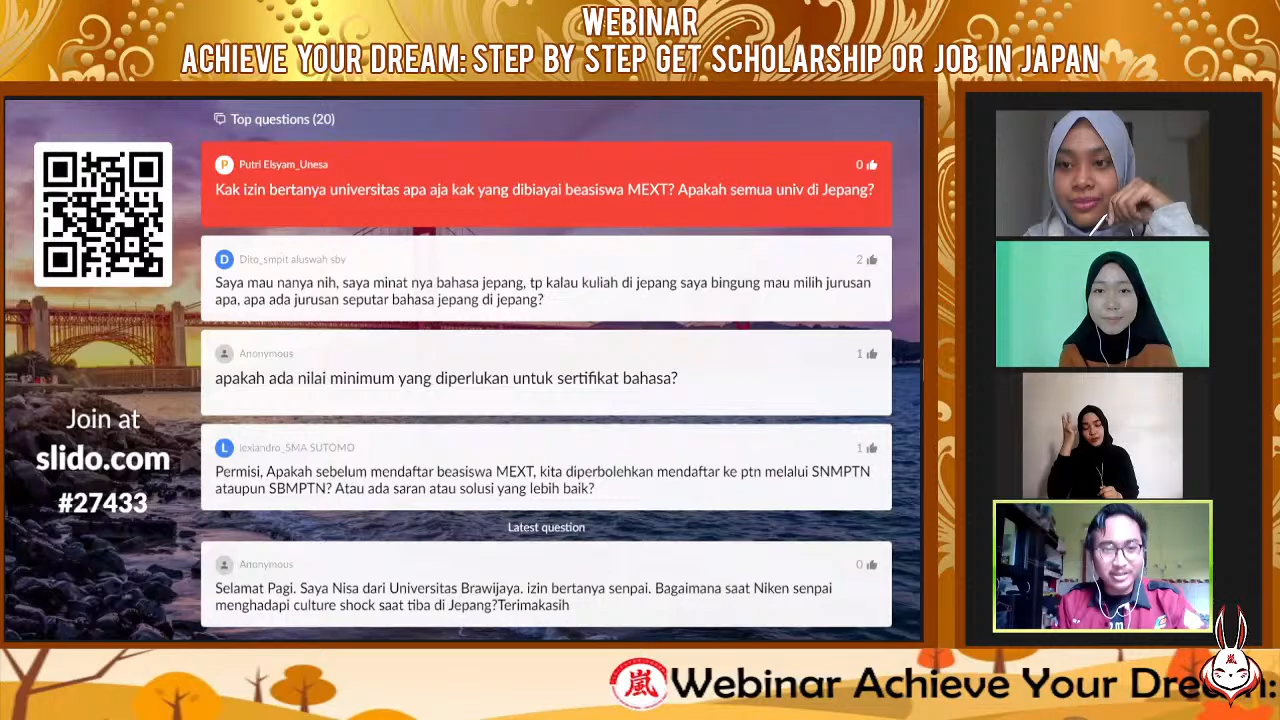 WEBINAR
ACHIEVE YOUR DREAM: STEP BY STEP GET SCHOLARSHIP OR JOB IN JAPAN
Top questions (20)
P Putri Elsyam_Unesa 0
Kak izin bertanya universitas apa aja kak yang dibiayai beasiswa MEXT? Apakah semua univ di Jepang?
D Dito_smpit aluswah sby 2
Saya mau nanya nih, saya minat nya bahasa jepang, tp kalau kuliah di jepang saya bingung mau milih jurusan
apa, apa ada jurusan seputar bahasa jepang di jepang?
Anonymous 1
apakah ada nilai minimum yang diperlukan untuk sertifikat bahasa?
L lexiandro_SMA SUTOMO 1
Permisi, Apakah sebelum mendaftar beasiswa MEXT, kita diperbolehkan mendaftar ke ptn melalui SNMPTN
ataupun SBMPTN? Atau ada saran atau solusi yang lebih baik?
Latest question
Anonymous 0
Selamat Pagi. Saya Nisa dari Universitas Brawijaya. izin bertanya senpai. Bagaimana saat Niken senpai
menghadapi culture shock saat tiba di Jepang?Terimakasih
Join at
slido.com
#27433
嵐 Webinar Achieve Your Dream:
嵐